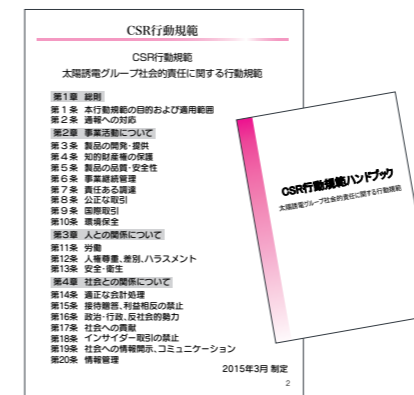 CSR行動規範
CSR行動規範
太陽誘電グループ社会的責任に関する行動規範
第1章 総則
第1条 本行動規範の目的および適用範囲
第2条 通報への対応
第2章 事業活動について
第3条 製品の開発・提供
第4条 知的財産権の保護
第5条 製品の品質・安全性
第6条 事業継続管理
第7条 責任ある調達
第8条 公正な取引
第9条 国際取引
第10条 環境保全
第3章 人との関係について
第11条 労働
第12条 人権尊重、差別、ハラスメント
第13条 安全・衛生
第4章 社会との関係について
第14条 適正な会計処理
第15条 接待贈答、利益相反の禁止
第16条 政治・行政、反社会的勢力
第17条 社会への貢献
第18条 インサイダー取引の禁止
第19条 社会への情報開示、コミュニケーション
第20条 情報管理
2015年3月 制定
2
CSR行動規範ハンドブック
太陽誘電グループ社会的責任に関する行動規範